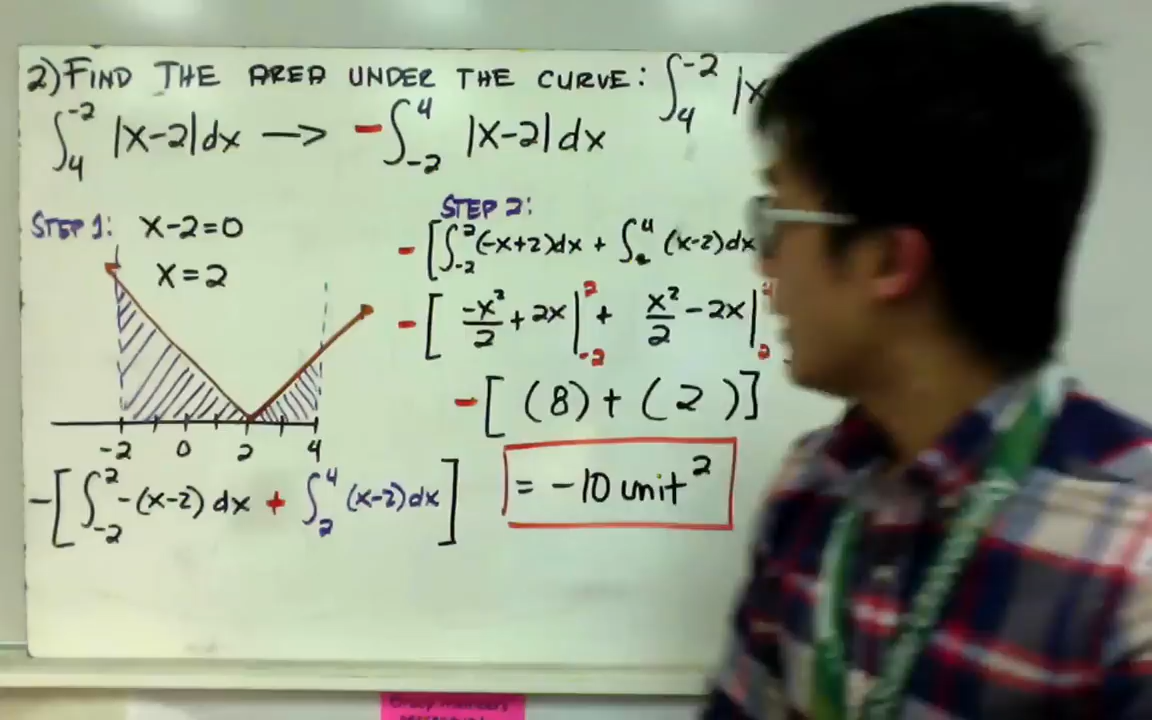 2) FIND THE AREA UNDER THE CURVE: ∫₄⁻² |x
∫₄⁻² |x-2|dx → -∫₋₂⁴ |x-2|dx
STEP 1: x-2=0
x=2
-2 0 2 4
-[∫₋₂² -(x-2) dx + ∫₂⁴ (x-2)dx]
STEP 2:
-[∫₋₂² (-x+2)dx + ∫₂⁴ (x-2)dx
-[ -x²/2 + 2x |₋₂² + x²/2 - 2x |₂⁴
-[ (8) + ( 2 )]
= -10 unit²